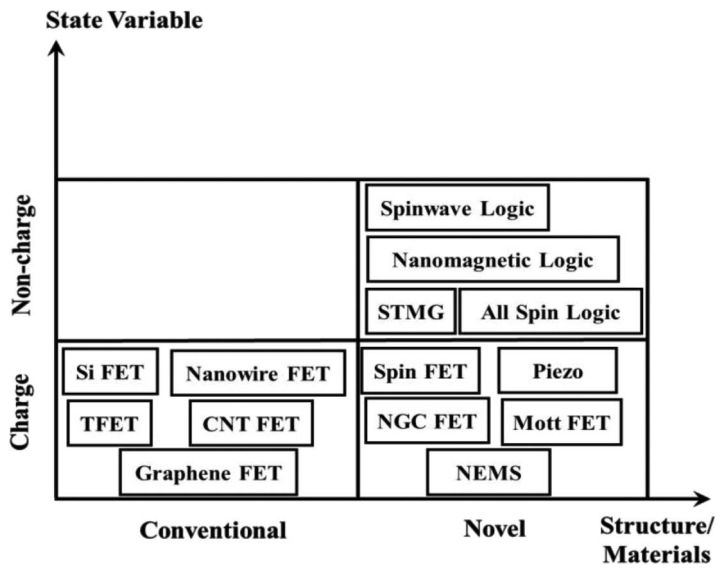 State Variable
Non-charge
Spinwave Logic
Nanomagnetic Logic
STMG
All Spin Logic
Charge
Si FET
Nanowire FET
Spin FET
Piezo
TFET
CNT FET
NGC FET
Mott FET
Graphene FET
NEMS
Conventional
Novel
Structure/
Materials